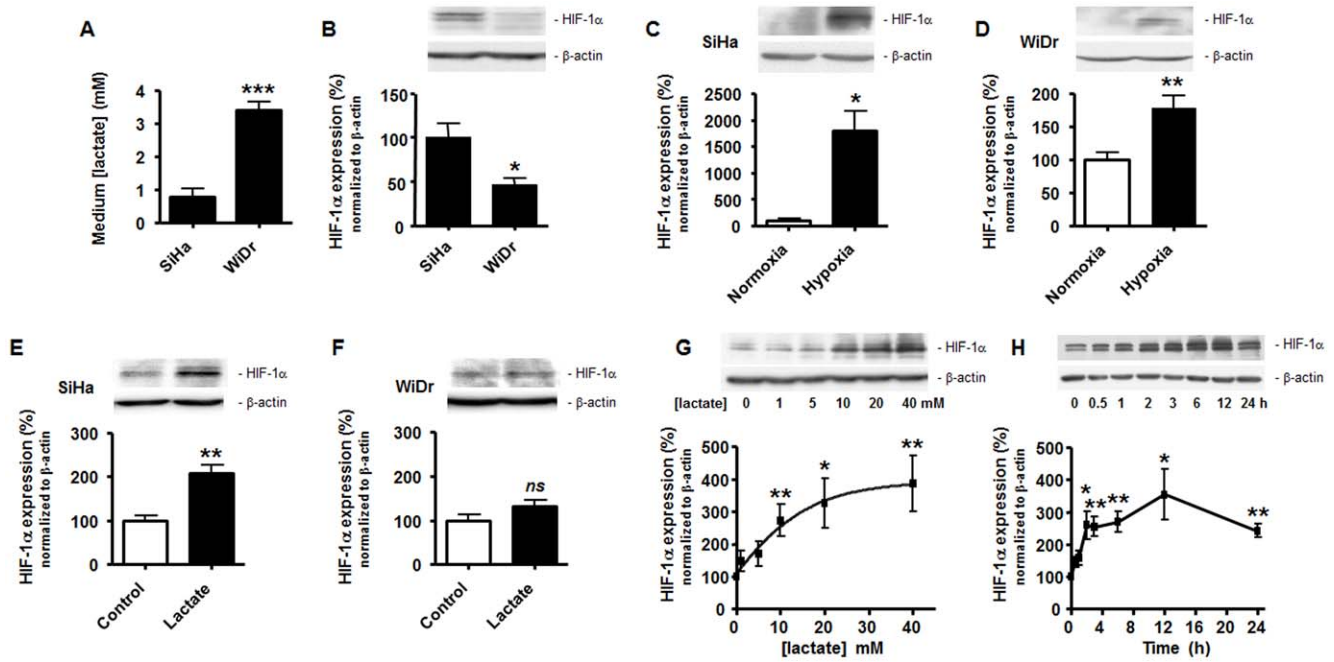 A
Medium [lactate] (mM)
4
3
2
1
0
***
SiHa
WiDr
B
- HIF-1α
- β-actin
HIF-1α expression (%)
normalized to β-actin
150
100
50
0
*
SiHa
WiDr
C
SiHa
- HIF-1α
- β-actin
HIF-1α expression (%)
normalized to β-actin
2500
2000
1500
1000
500
0
*
Normoxia
Hypoxia
D
WiDr
- HIF-1α
- β-actin
HIF-1α expression (%)
normalized to β-actin
200
150
100
50
0
**
Normoxia
Hypoxia
E
SiHa
- HIF-1α
- β-actin
HIF-1α expression (%)
normalized to β-actin
300
200
100
0
**
Control
Lactate
F
WiDr
- HIF-1α
- β-actin
HIF-1α expression (%)
normalized to β-actin
300
200
100
0
ns
Control
Lactate
G
- HIF-1α
- β-actin
[lactate] 0 1 5 10 20 40 mM
HIF-1α expression (%)
normalized to β-actin
500
400
300
200
100
0
** * **
0 10 20 30 40
[lactate] mM
H
- HIF-1α
- β-actin
0 0.5 1 2 3 6 12 24 h
HIF-1α expression (%)
normalized to β-actin
500
400
300
200
100
0
* ** ** * **
0 4 8 12 16 20 24
Time (h)